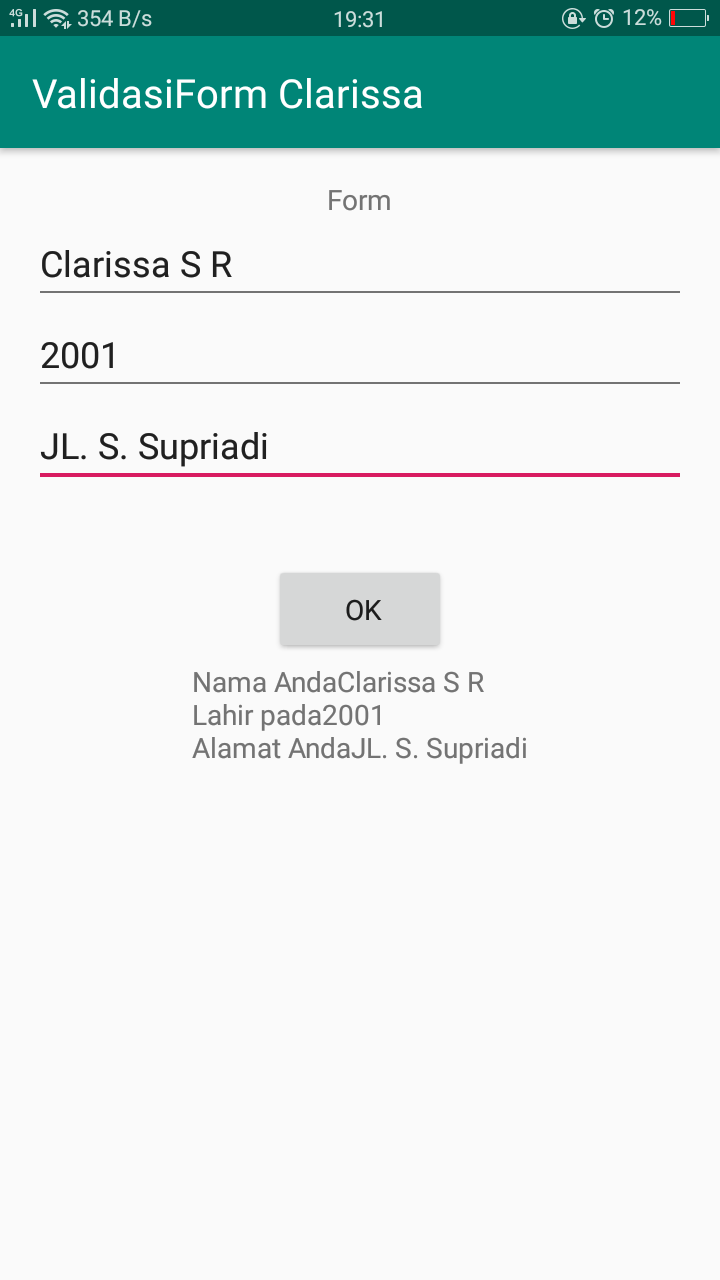 4G 354 B/s 19:31 12%
ValidasiForm Clarissa
Form
Clarissa S R
2001
JL. S. Supriadi
OK
Nama AndaClarissa S R
Lahir pada2001
Alamat AndaJL. S. Supriadi